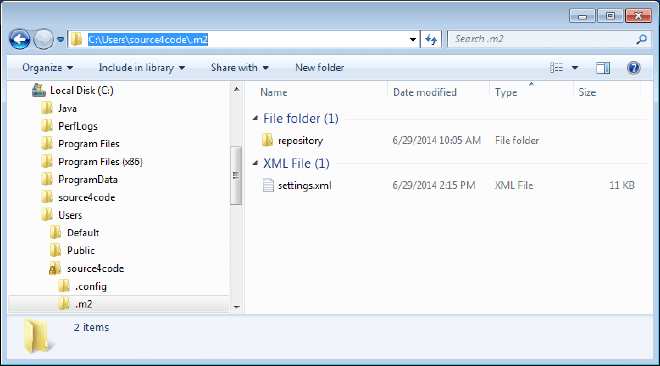 C:\Users\source4code\.m2
Search .m2
Organize Include in library Share with New folder
Local Disk (C:)
Java
PerfLogs
Program Files
Program Files (x86)
ProgramData
source4code
Users
Default
Public
source4code
.config
.m2
Name Date modified Type Size
File folder (1)
repository 6/29/2014 10:05 AM File folder
XML File (1)
settings.xml 6/29/2014 2:15 PM XML File 11 KB
2 items